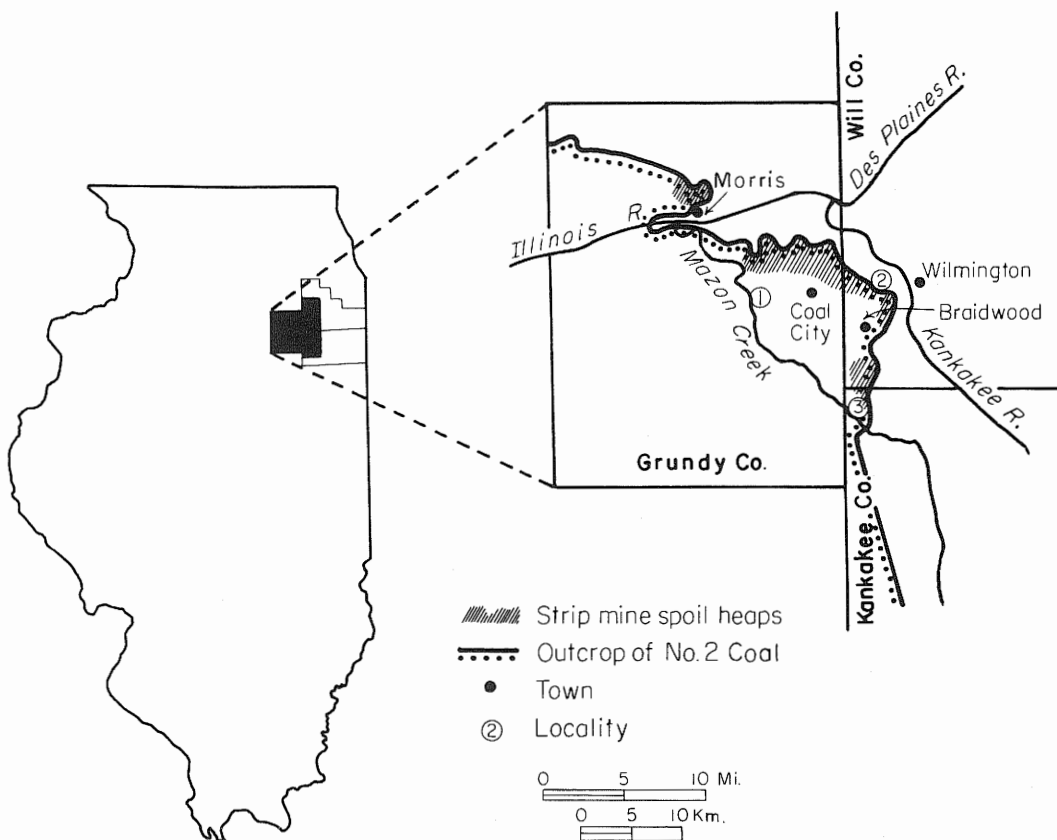 Will Co.
Des Plaines R.
Morris
Illinois R.
Mazon Creek
①
Coal
City
②
Wilmington
Braidwood
Kankakee R.
③
Grundy Co.
Kankakee Co.
Strip mine spoil heaps
Outcrop of No. 2 Coal
Town
② Locality
0 5 10 Mi.
0 5 10 Km.